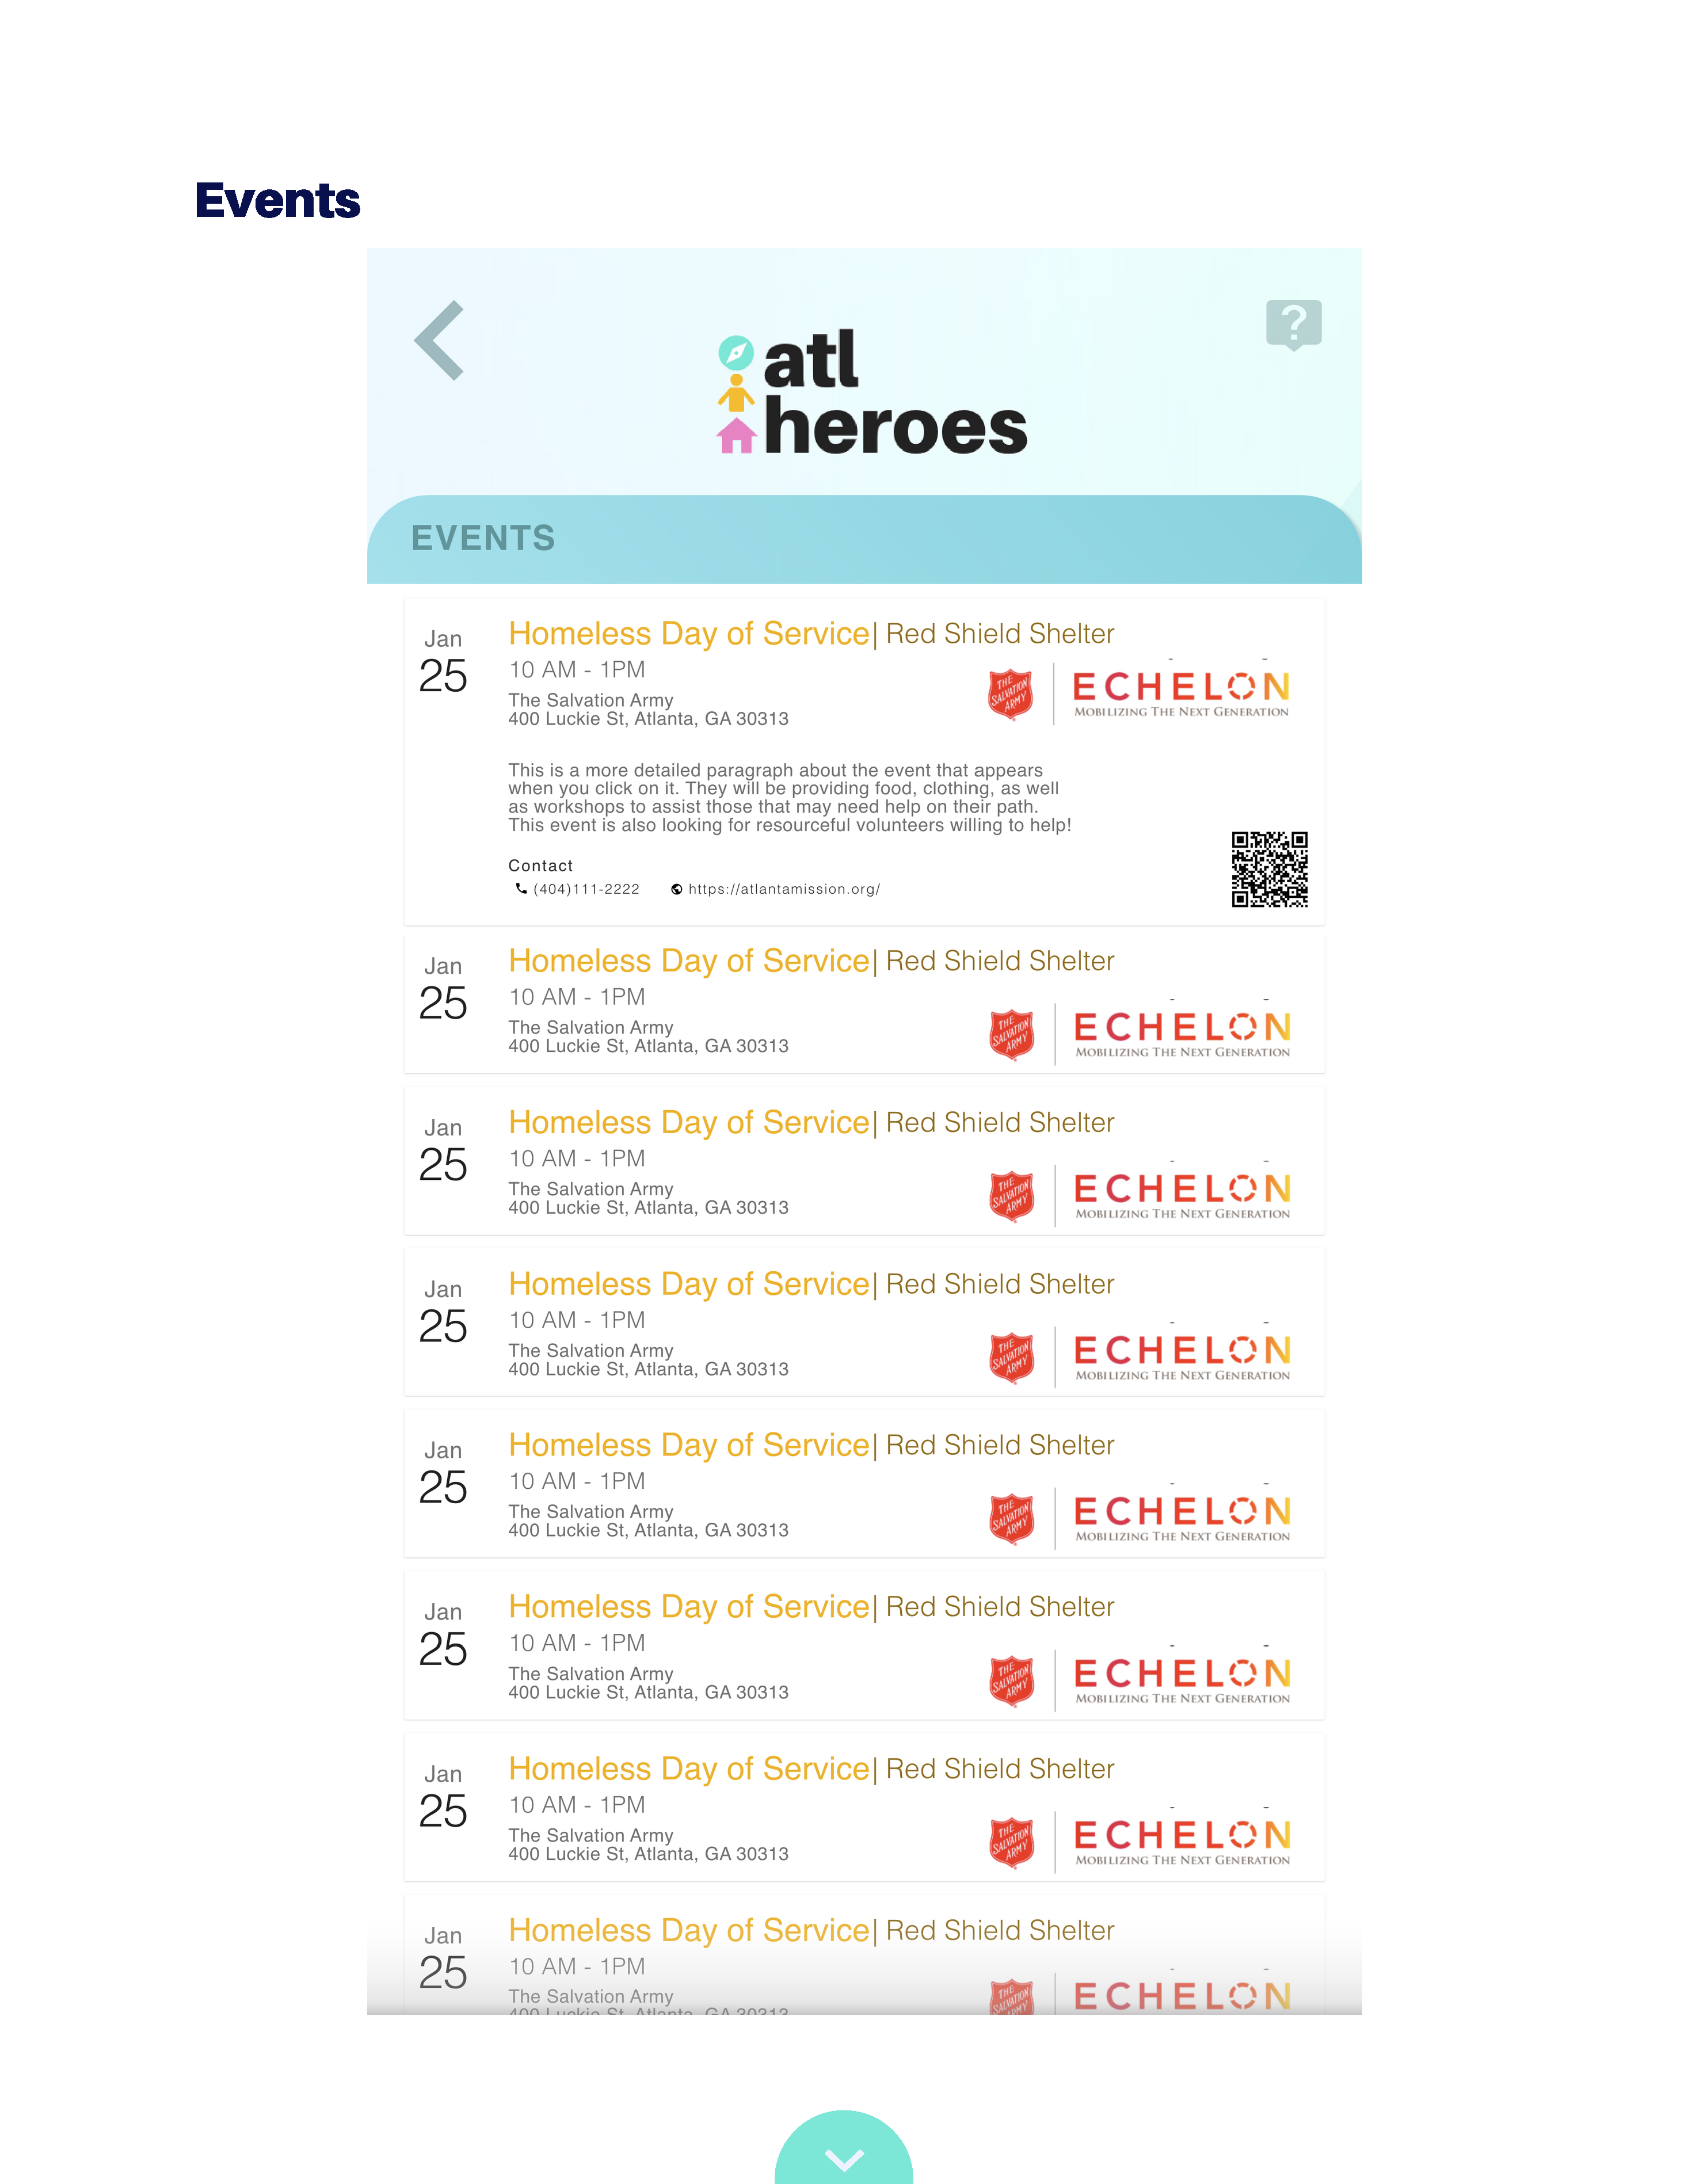 Events
?
atl
heroes
EVENTS
Jan
25
Homeless Day of Service| Red Shield Shelter
10 AM - 1PM
The Salvation Army
400 Luckie St, Atlanta, GA 30313
THE SALVATION ARMY
ECHELON
MOBILIZING THE NEXT GENERATION
This is a more detailed paragraph about the event that appears
when you click on it. They will be providing food, clothing, as well
as workshops to assist those that may need help on their path.
This event is also looking for resourceful volunteers willing to help!
Contact
(404)111-2222 https://atlantamission.org/
Jan
25
Homeless Day of Service| Red Shield Shelter
10 AM - 1PM
The Salvation Army
400 Luckie St, Atlanta, GA 30313
THE SALVATION ARMY
ECHELON
MOBILIZING THE NEXT GENERATION
Jan
25
Homeless Day of Service| Red Shield Shelter
10 AM - 1PM
The Salvation Army
400 Luckie St, Atlanta, GA 30313
THE SALVATION ARMY
ECHELON
MOBILIZING THE NEXT GENERATION
Jan
25
Homeless Day of Service| Red Shield Shelter
10 AM - 1PM
The Salvation Army
400 Luckie St, Atlanta, GA 30313
THE SALVATION ARMY
ECHELON
MOBILIZING THE NEXT GENERATION
Jan
25
Homeless Day of Service| Red Shield Shelter
10 AM - 1PM
The Salvation Army
400 Luckie St, Atlanta, GA 30313
THE SALVATION ARMY
ECHELON
MOBILIZING THE NEXT GENERATION
Jan
25
Homeless Day of Service| Red Shield Shelter
10 AM - 1PM
The Salvation Army
400 Luckie St, Atlanta, GA 30313
THE SALVATION ARMY
ECHELON
MOBILIZING THE NEXT GENERATION
Jan
25
Homeless Day of Service| Red Shield Shelter
10 AM - 1PM
The Salvation Army
400 Luckie St, Atlanta, GA 30313
THE SALVATION ARMY
ECHELON
MOBILIZING THE NEXT GENERATION
Jan
25
Homeless Day of Service| Red Shield Shelter
10 AM - 1PM
The Salvation Army
400 Luckie St, Atlanta, GA 30313
THE SALVATION
ECHELON